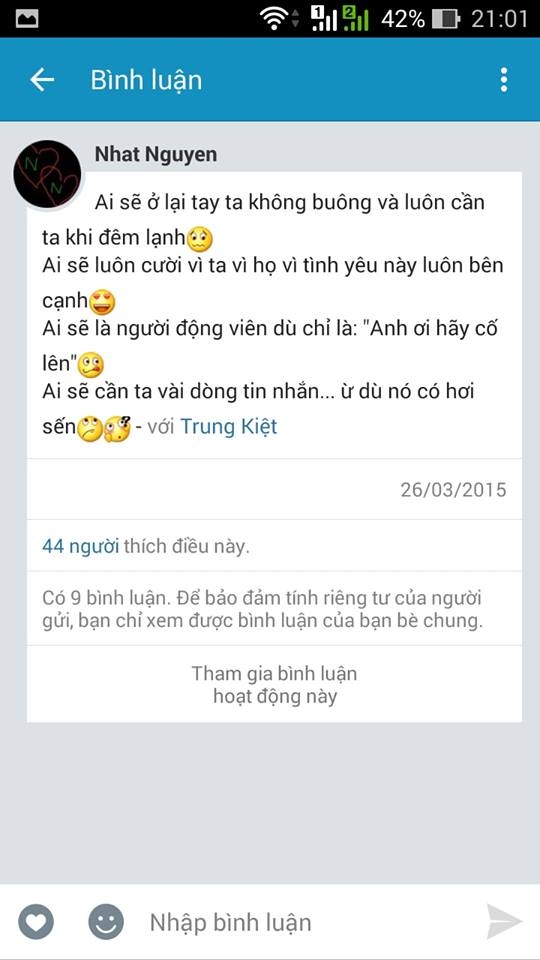 1 2 42% 21:01
Bình luận
Nhat Nguyen
Ai sẽ ở lại tay ta không buông và luôn cần
ta khi đêm lạnh
Ai sẽ luôn cười vì ta vì họ vì tình yêu này luôn bên
cạnh
Ai sẽ là người động viên dù chỉ là: "Anh ơi hãy cố
lên"
Ai sẽ cần ta vài dòng tin nhắn... ừ dù nó có hơi
sến - với Trung Kiệt
26/03/2015
44 người thích điều này.
Có 9 bình luận. Để bảo đảm tính riêng tư của người
gửi, bạn chỉ xem được bình luận của bạn bè chung.
Tham gia bình luận
hoạt động này
Nhập bình luận